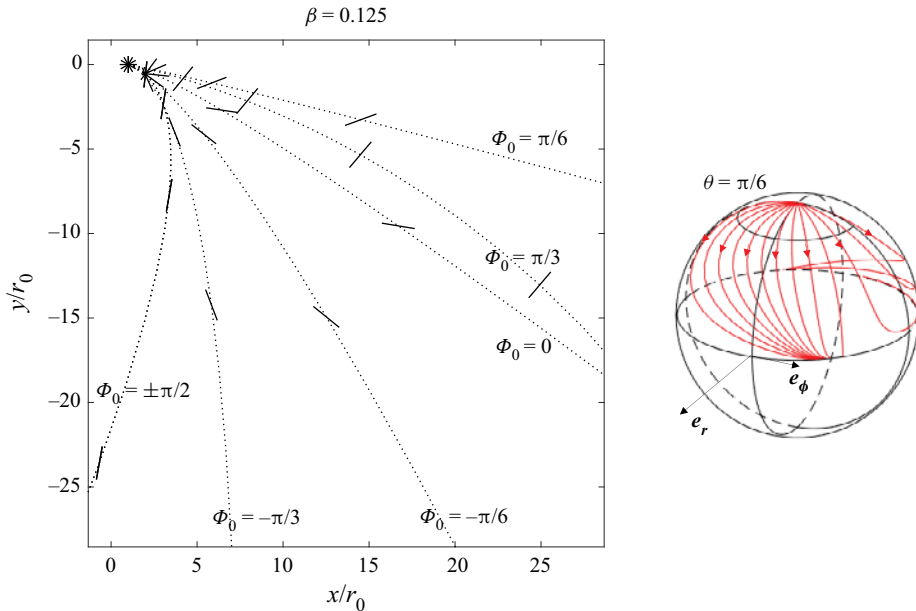 β = 0.125
0
–5
–10
–15
–20
–25
y/r0
0
5
10
15
20
25
x/r0
Φ0 = π/6
Φ0 = π/3
Φ0 = 0
Φ0 = ±π/2
Φ0 = –π/3
Φ0 = –π/6
θ = π/6
eϕ
er